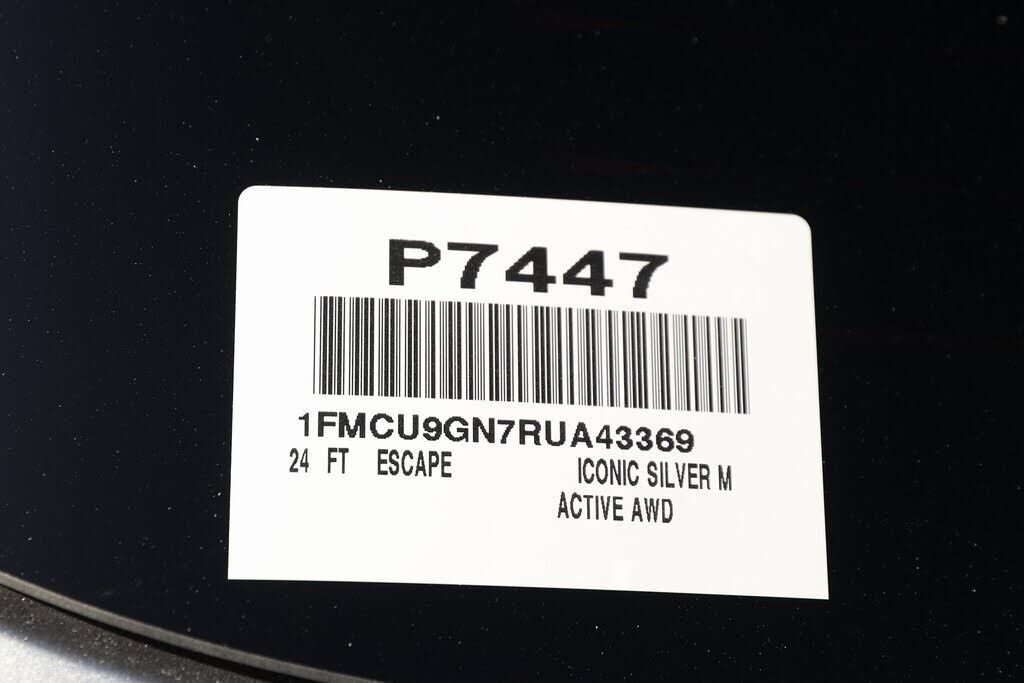 P7447
1FMCU9GN7RUA43369
24 FT ESCAPE ICONIC SILVER M
ACTIVE AWD